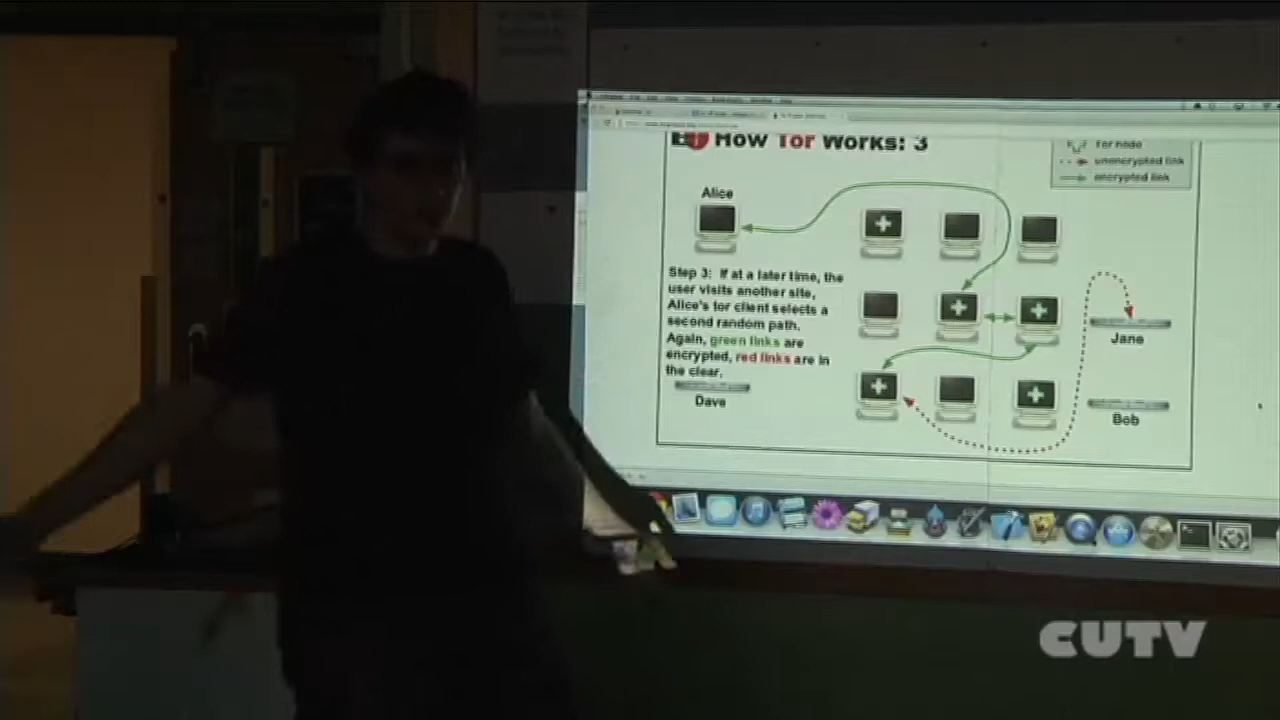 How Tor Works: 3
Tor node
unencrypted link
encrypted link
Alice
Step 3: If at a later time, the
user visits another site,
Alice's tor client selects a
second random path.
Again, green links are
encrypted, red links are in
the clear.
Dave
Jane
Bob
CUTV